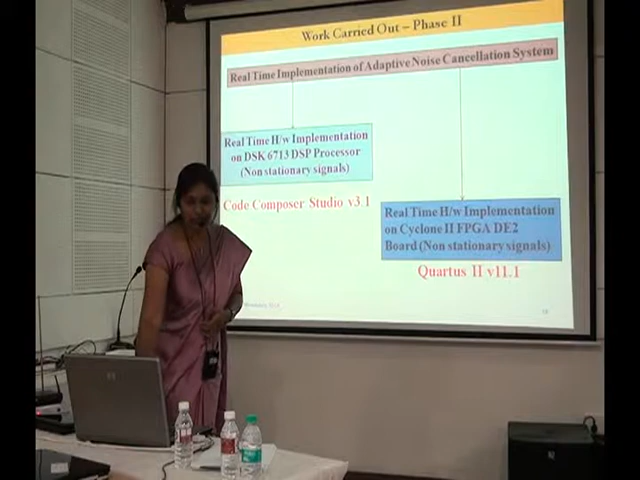 Work Carried Out – Phase II
Real Time Implementation of Adaptive Noise Cancellation System
Real Time H/w Implementation
on DSK 6713 DSP Processor
(Non stationary signals)
Code Composer Studio v3.1
Real Time H/w Implementation
on Cyclone II FPGA DE2
Board (Non stationary signals)
Quartus II v11.1